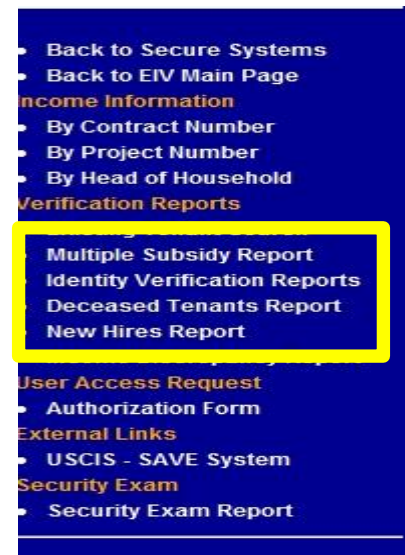 Back to Secure Systems
Back to EIV Main Page
Income Information
By Contract Number
By Project Number
By Head of Household
Verification Reports
Multiple Subsidy Report
Identity Verification Reports
Deceased Tenants Report
New Hires Report
User Access Request
Authorization Form
External Links
USCIS - SAVE System
Security Exam
Security Exam Report